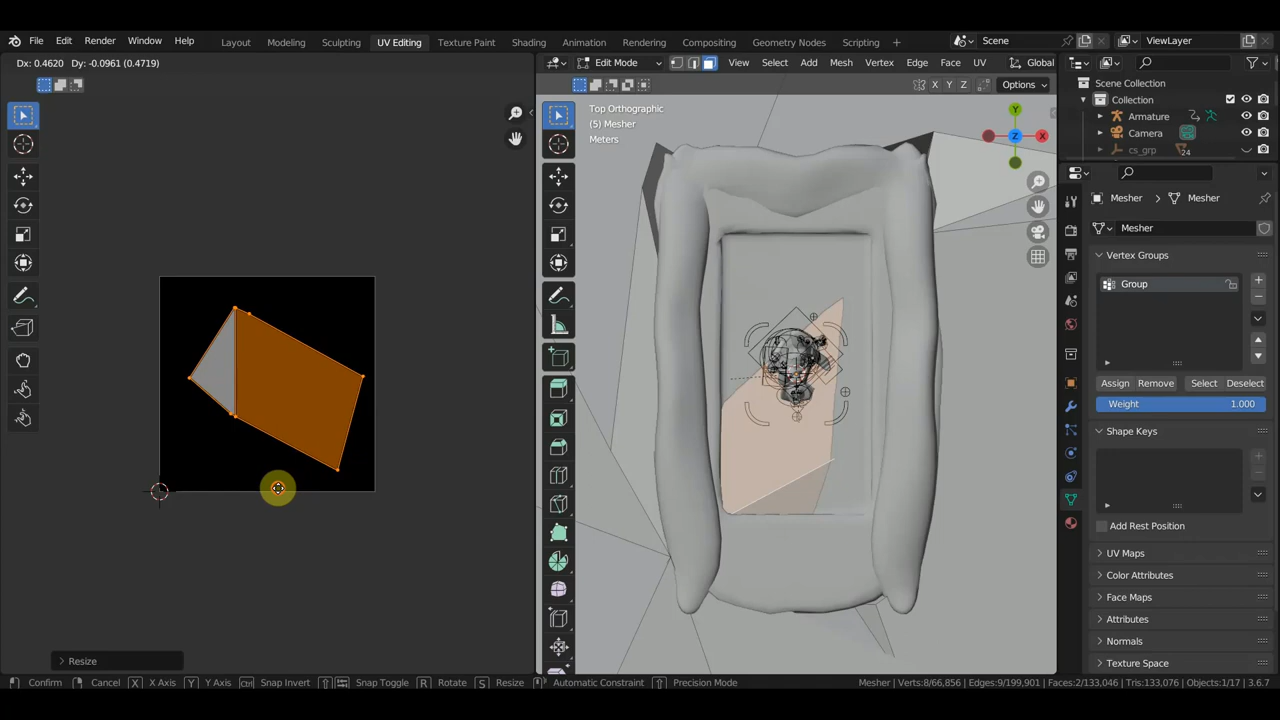 File Edit Render Window Help Layout Modeling Sculpting UV Editing Texture Paint Shading Animation Rendering Compositing Geometry Nodes Scripting + Scene ViewLayer
Dx: 0.4620 Dy: -0.0961 (0.4719)
Edit Mode View Select Add Mesh Vertex Edge Face UV Global
X Y Z Options
Top Orthographic
(5) Mesher
Meters
Y
Z
X
Scene Collection
Collection
Armature
Camera
cs_grp 24
Mesher Mesher
Mesher
Vertex Groups
Group
Assign Remove Select Deselect
Weight 1.000
Shape Keys
Add Rest Position
UV Maps
Color Attributes
Face Maps
Attributes
Normals
Texture Space
Resize
Confirm Cancel X X Axis Y Y Axis Ctrl Snap Invert Snap Toggle R Rotate S Resize Automatic Constraint Precision Mode
Mesher | Verts:8/66,856 | Edges:9/199,901 | Faces:2/133,046 | Tris:133,076 | Objects:1/17 | 3.6.7